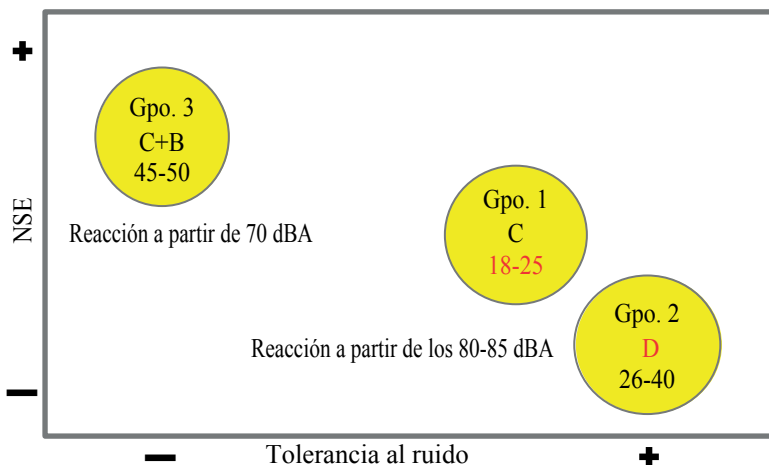 +
Gpo. 3
C+B
45-50
NSE
Reacción a partir de 70 dBA
Gpo. 1
C
18-25
Gpo. 2
D
26-40
Reacción a partir de los 80-85 dBA
—
— Tolerancia al ruido +